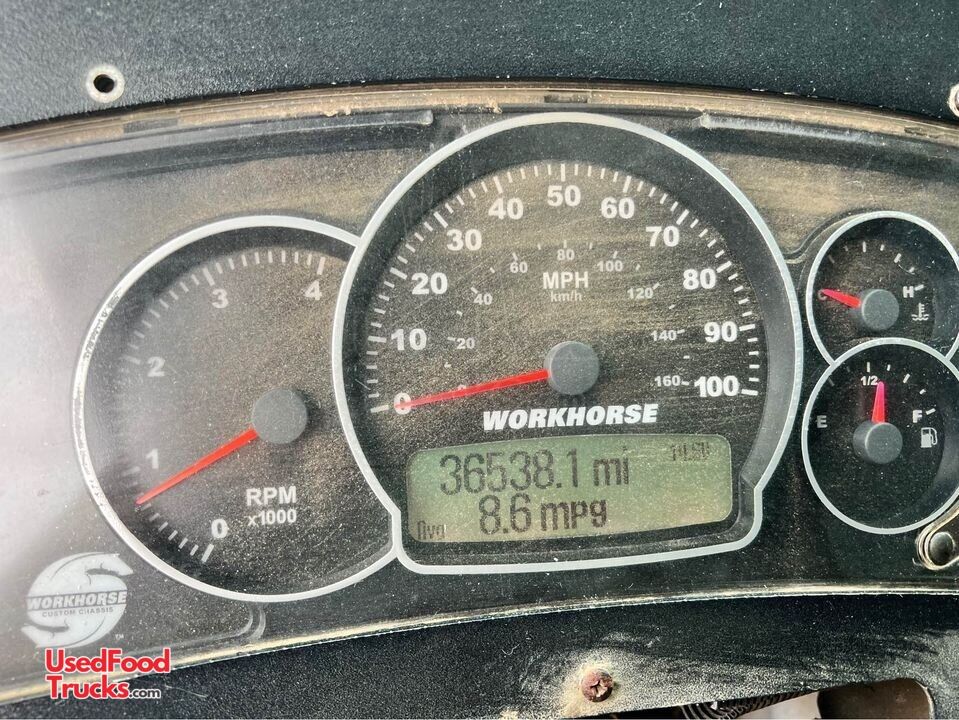 50
40
60
30
70
20
80
10
90
0
100
60
80
100
40
120
20
140
160
MPH
km/h
WORKHORSE
36538.1 mi
8.6 mpg
Avg
4
3
2
1
0
RPM
x1000
H
1/2
E
F
WORKHORSE
CUSTOM CHASSIS
TM
UsedFood
Trucks.com